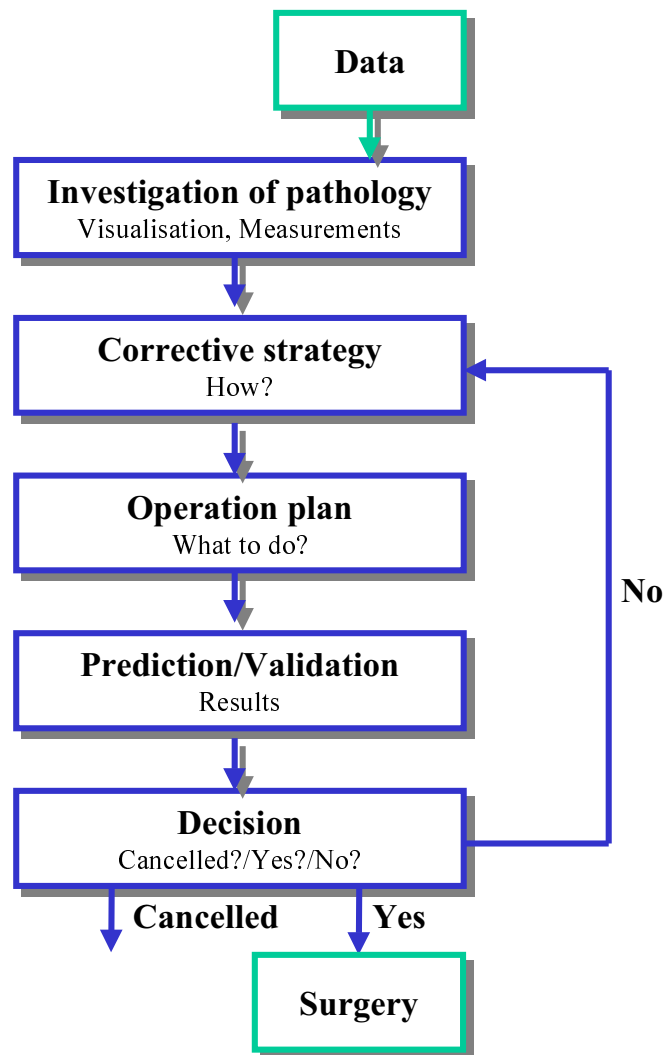 Data
Investigation of pathology
Visualisation, Measurements
Corrective strategy
How?
Operation plan
What to do?
No
Prediction/Validation
Results
Decision
Cancelled?/Yes?/No?
Cancelled
Yes
Surgery